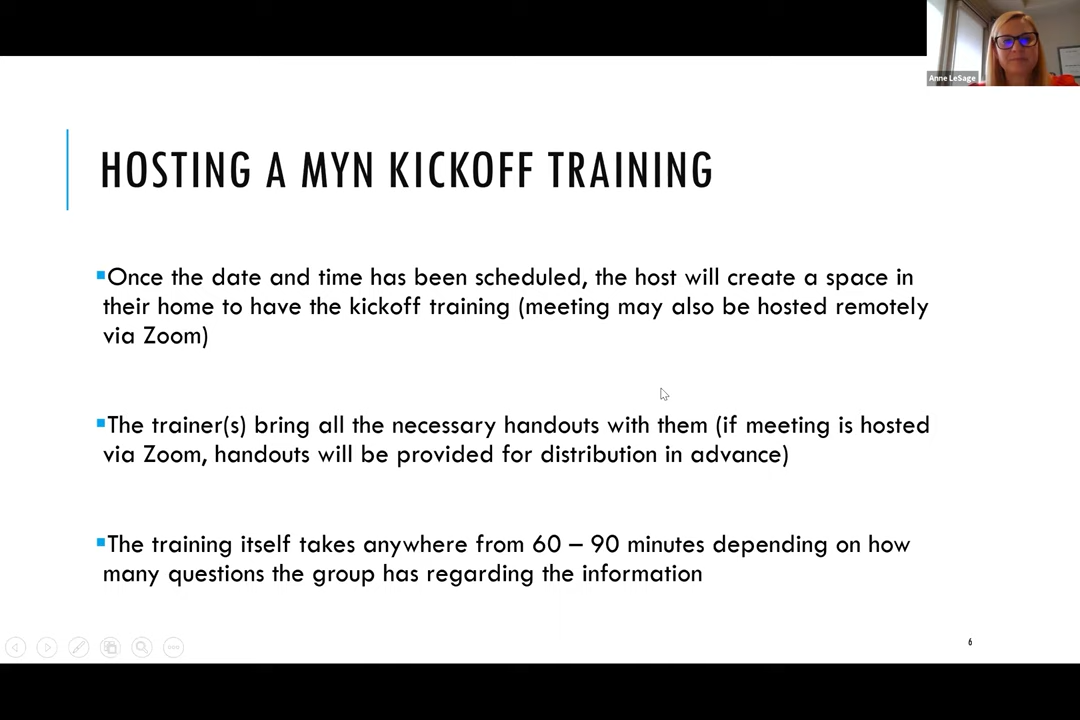 Anne LeSage
HOSTING A MYN KICKOFF TRAINING
Once the date and time has been scheduled, the host will create a space in
their home to have the kickoff training (meeting may also be hosted remotely
via Zoom)
The trainer(s) bring all the necessary handouts with them (if meeting is hosted
via Zoom, handouts will be provided for distribution in advance)
The training itself takes anywhere from 60 – 90 minutes depending on how
many questions the group has regarding the information
6